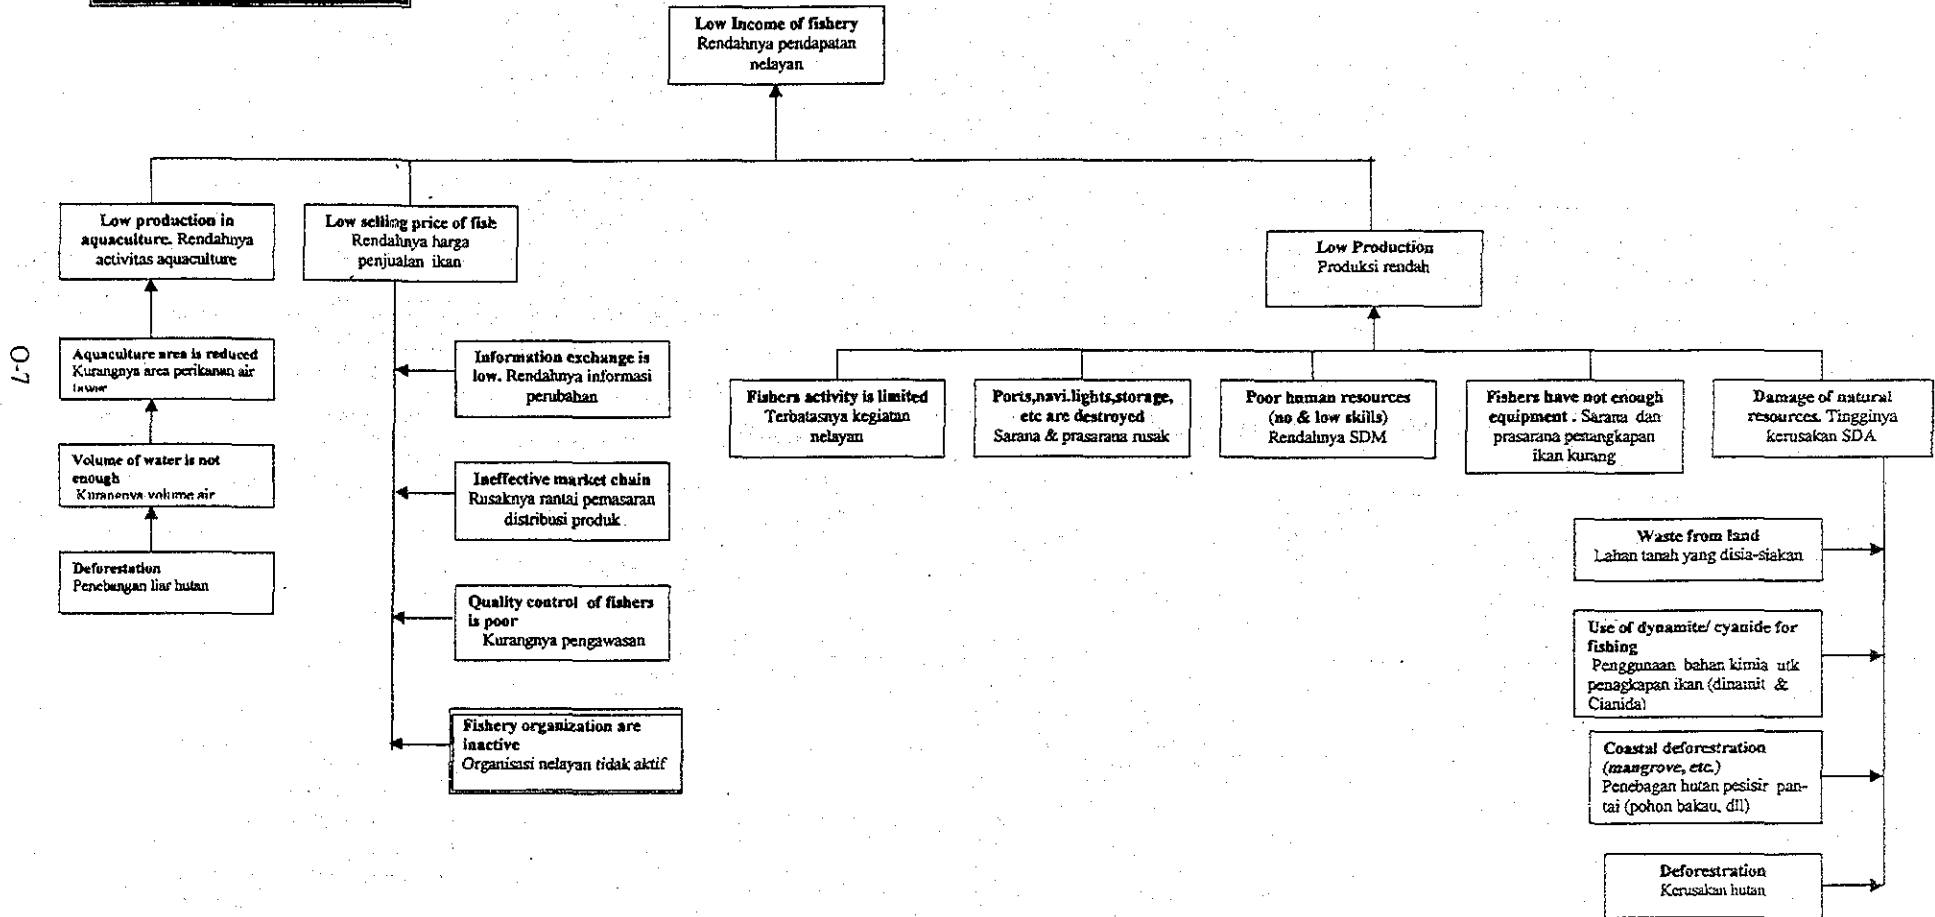 Low Income of fishery
Rendahnya pendapatan
nelayan
Low production in
aquaculture. Rendahnya
activitas aquaculture
Low selling price of fish
Rendahnya harga
penjualan ikan
Low Production
Produksi rendah
O-7
Aquaculture area is reduced
Kurangnya area perikanan air
Volume of water is not
enough
Kurangnya volume air
Deforestation
Penebangan liar hutan
Information exchange is
low. Rendahnya informasi
perubahan
Ineffective market chain
Rusaknya rantai pemasaran
distribusi produk.
Quality control of fishers
is poor
Kurangnya pengawasan
Fishery organization are
inactive
Organisasi nelayan tidak aktif
Fishers activity is limited
Terbatasnya kegiatan
nelayan
Ports,navi.lights,storage,
etc are destroyed
Sarana & prasarana rusak
Poor human resources
(no & low skills)
Rendahnya SDM
Fishers have not enough
equipment . Sarana dan
prasarana penangkapan
ikan kurang
Damage of natural
resources. Tingginya
kerusakan SDA
Waste from land
Lahan tanah yang disia-siakan
Use of dynamite/ cyanide for
fishing
Penggunaan bahan kimia utk
penagkapan ikan (dinamit &
Cianida)
Coastal deforestration
(mangrove, etc.)
Penebagan hutan pesisir pan-
tai (pohon bakau, dll)
Deforestration
Kerusakan hutan